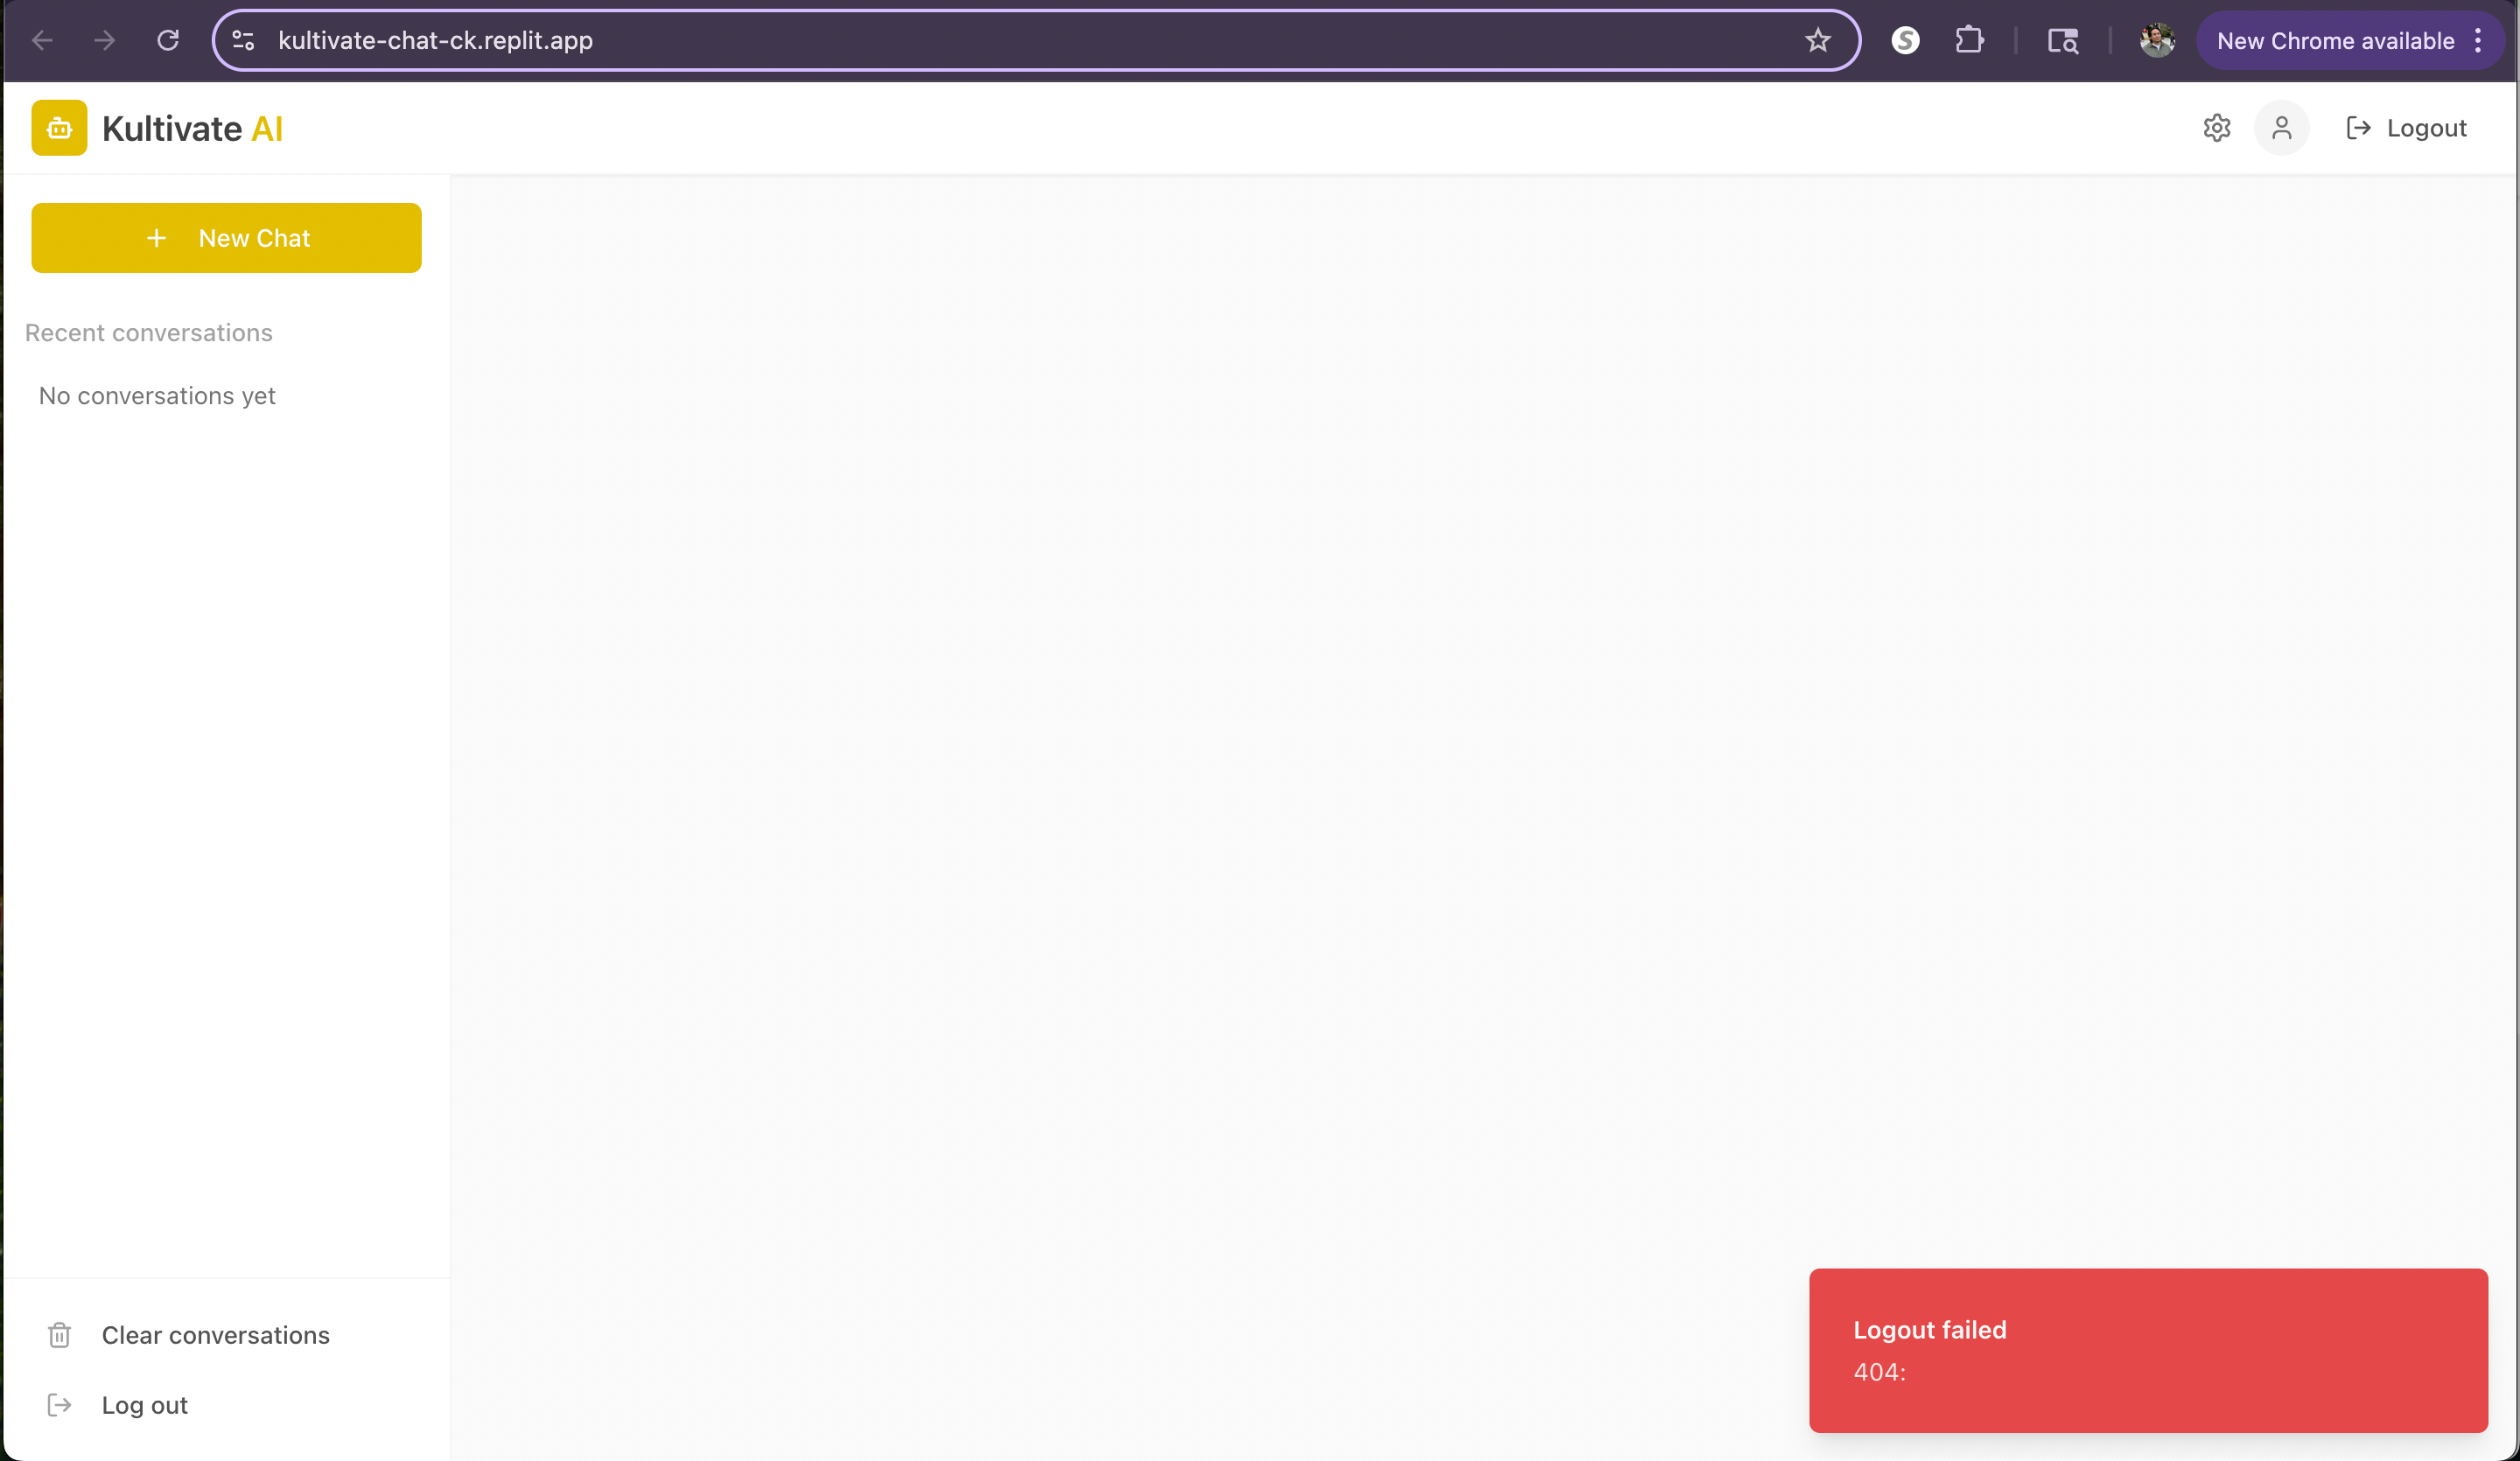 kultivate-chat-ck.replit.app
S
New Chrome available
Kultivate AI
Logout
+ New Chat
Recent conversations
No conversations yet
Clear conversations
Log out
Logout failed
404: